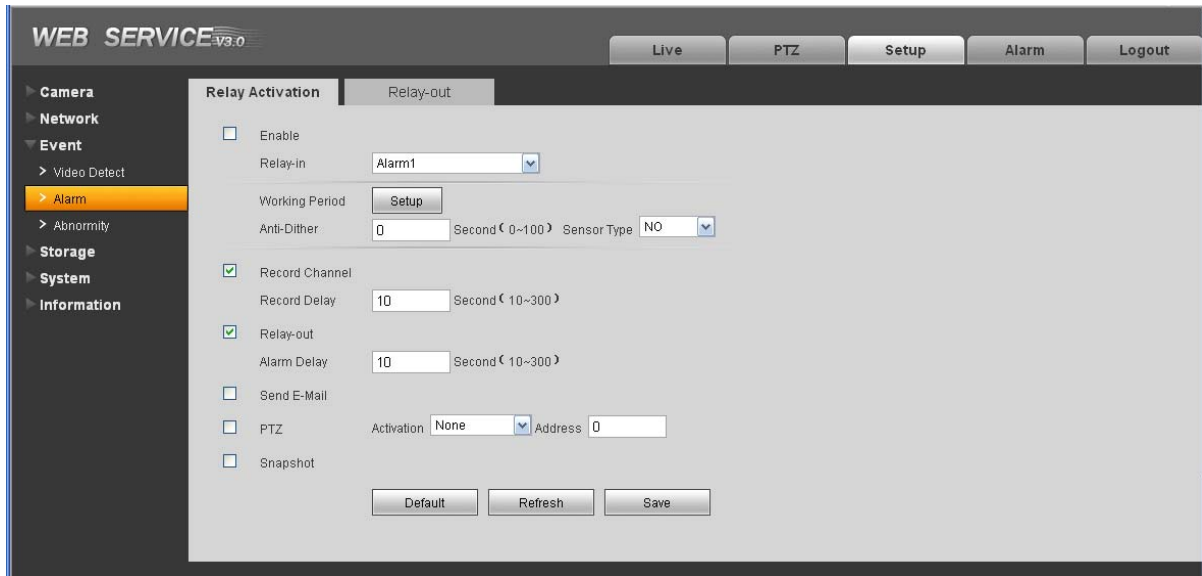 WEB SERVICE V3.0
Live PTZ Setup Alarm Logout
Camera
Network
Event
> Video Detect
> Alarm
> Abnormity
Storage
System
Information
Relay Activation Relay-out
Enable
Relay-in Alarm1
Working Period Setup
Anti-Dither 0 Second ( 0~100 ) Sensor Type NO
Record Channel
Record Delay 10 Second ( 10~300 )
Relay-out
Alarm Delay 10 Second ( 10~300 )
Send E-Mail
PTZ Activation None Address 0
Snapshot
Default Refresh Save